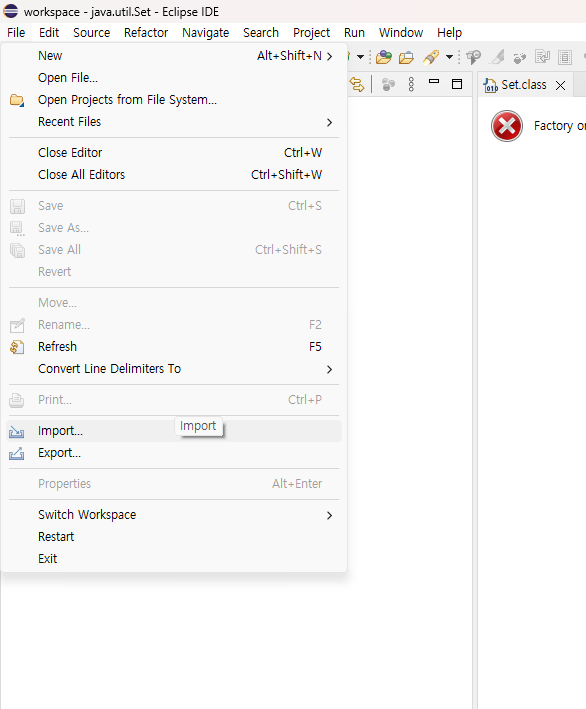 workspace - java.util.Set - Eclipse IDE
File Edit Source Refactor Navigate Search Project Run Window Help
New Alt+Shift+N >
Open File...
Open Projects from File System...
Recent Files >
Close Editor Ctrl+W
Close All Editors Ctrl+Shift+W
Save Ctrl+S
Save As...
Save All Ctrl+Shift+S
Revert
Move...
Rename... F2
Refresh F5
Convert Line Delimiters To >
Print... Ctrl+P
Import...
Import
Export...
Properties Alt+Enter
Switch Workspace >
Restart
Exit
010 Set.class
Factory